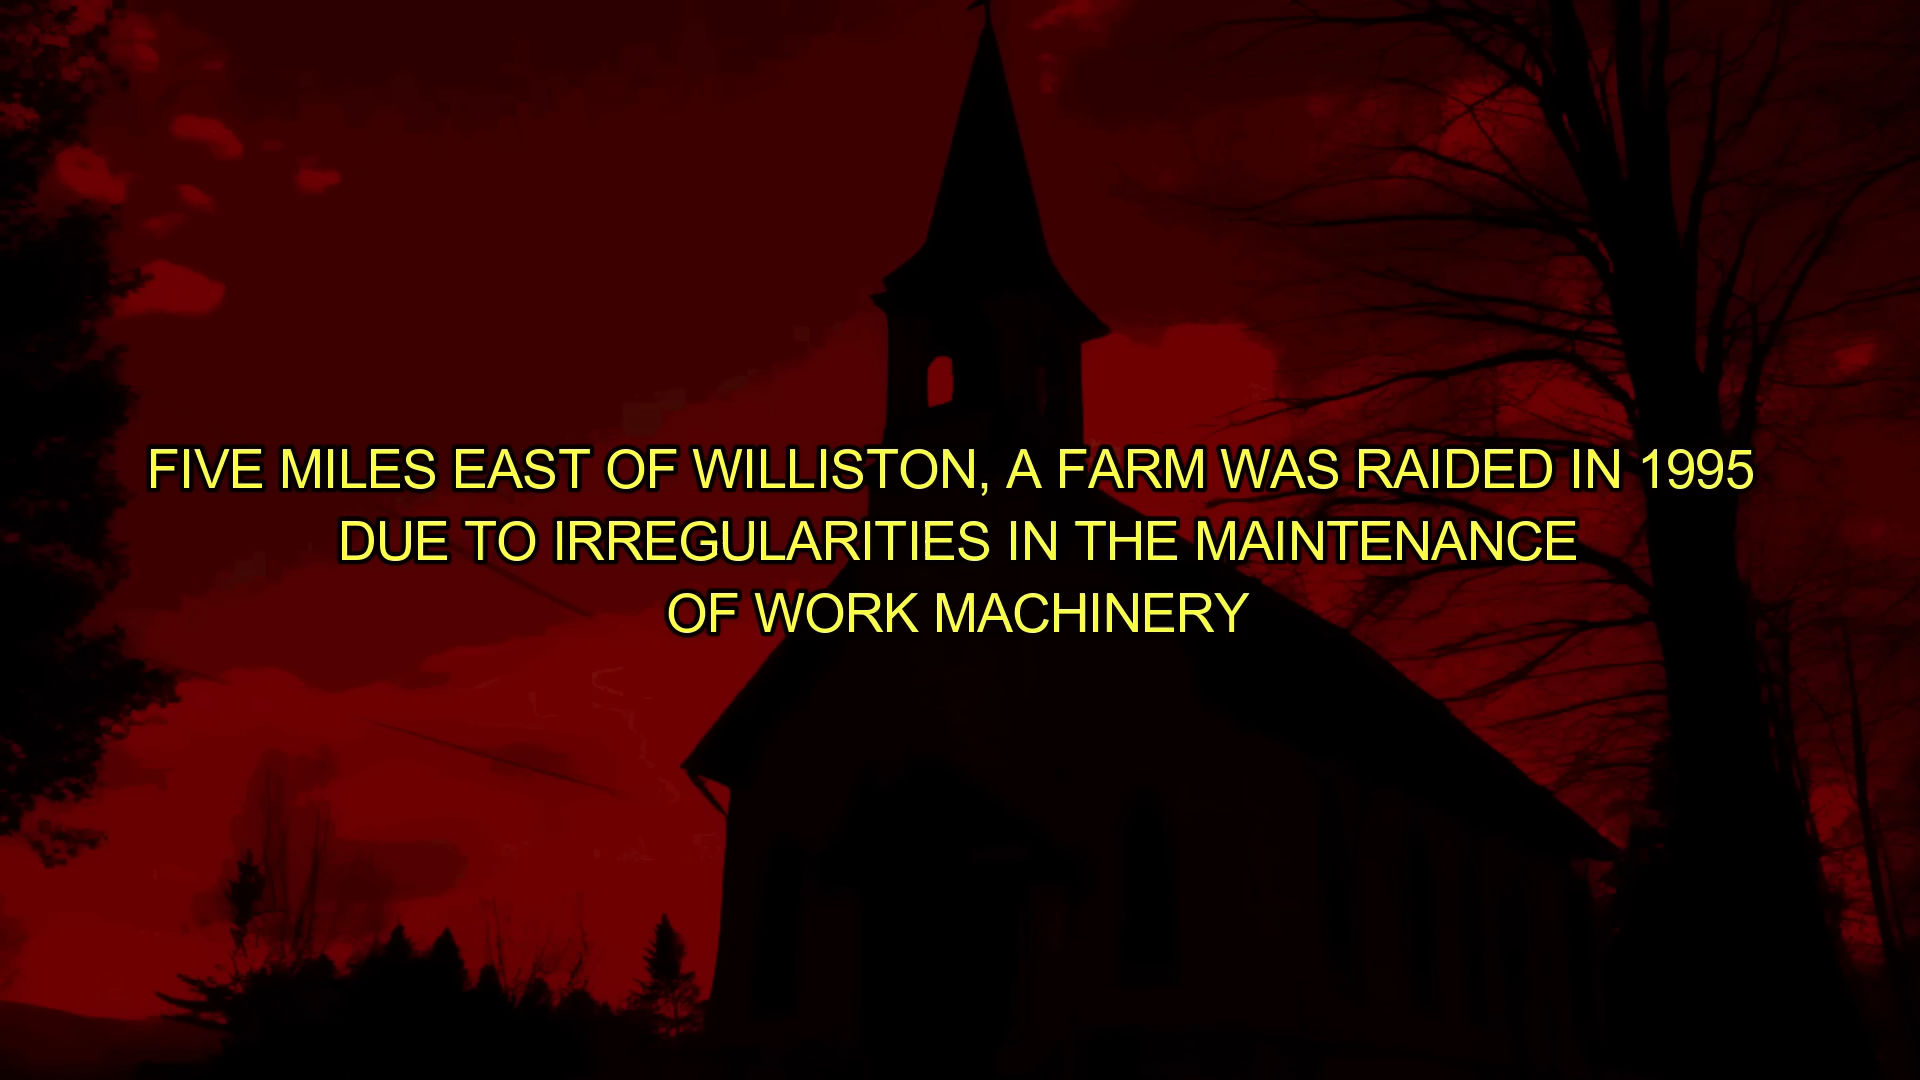 FIVE MILES EAST OF WILLISTON, A FARM WAS RAIDED IN 1995
DUE TO IRREGULARITIES IN THE MAINTENANCE
OF WORK MACHINERY